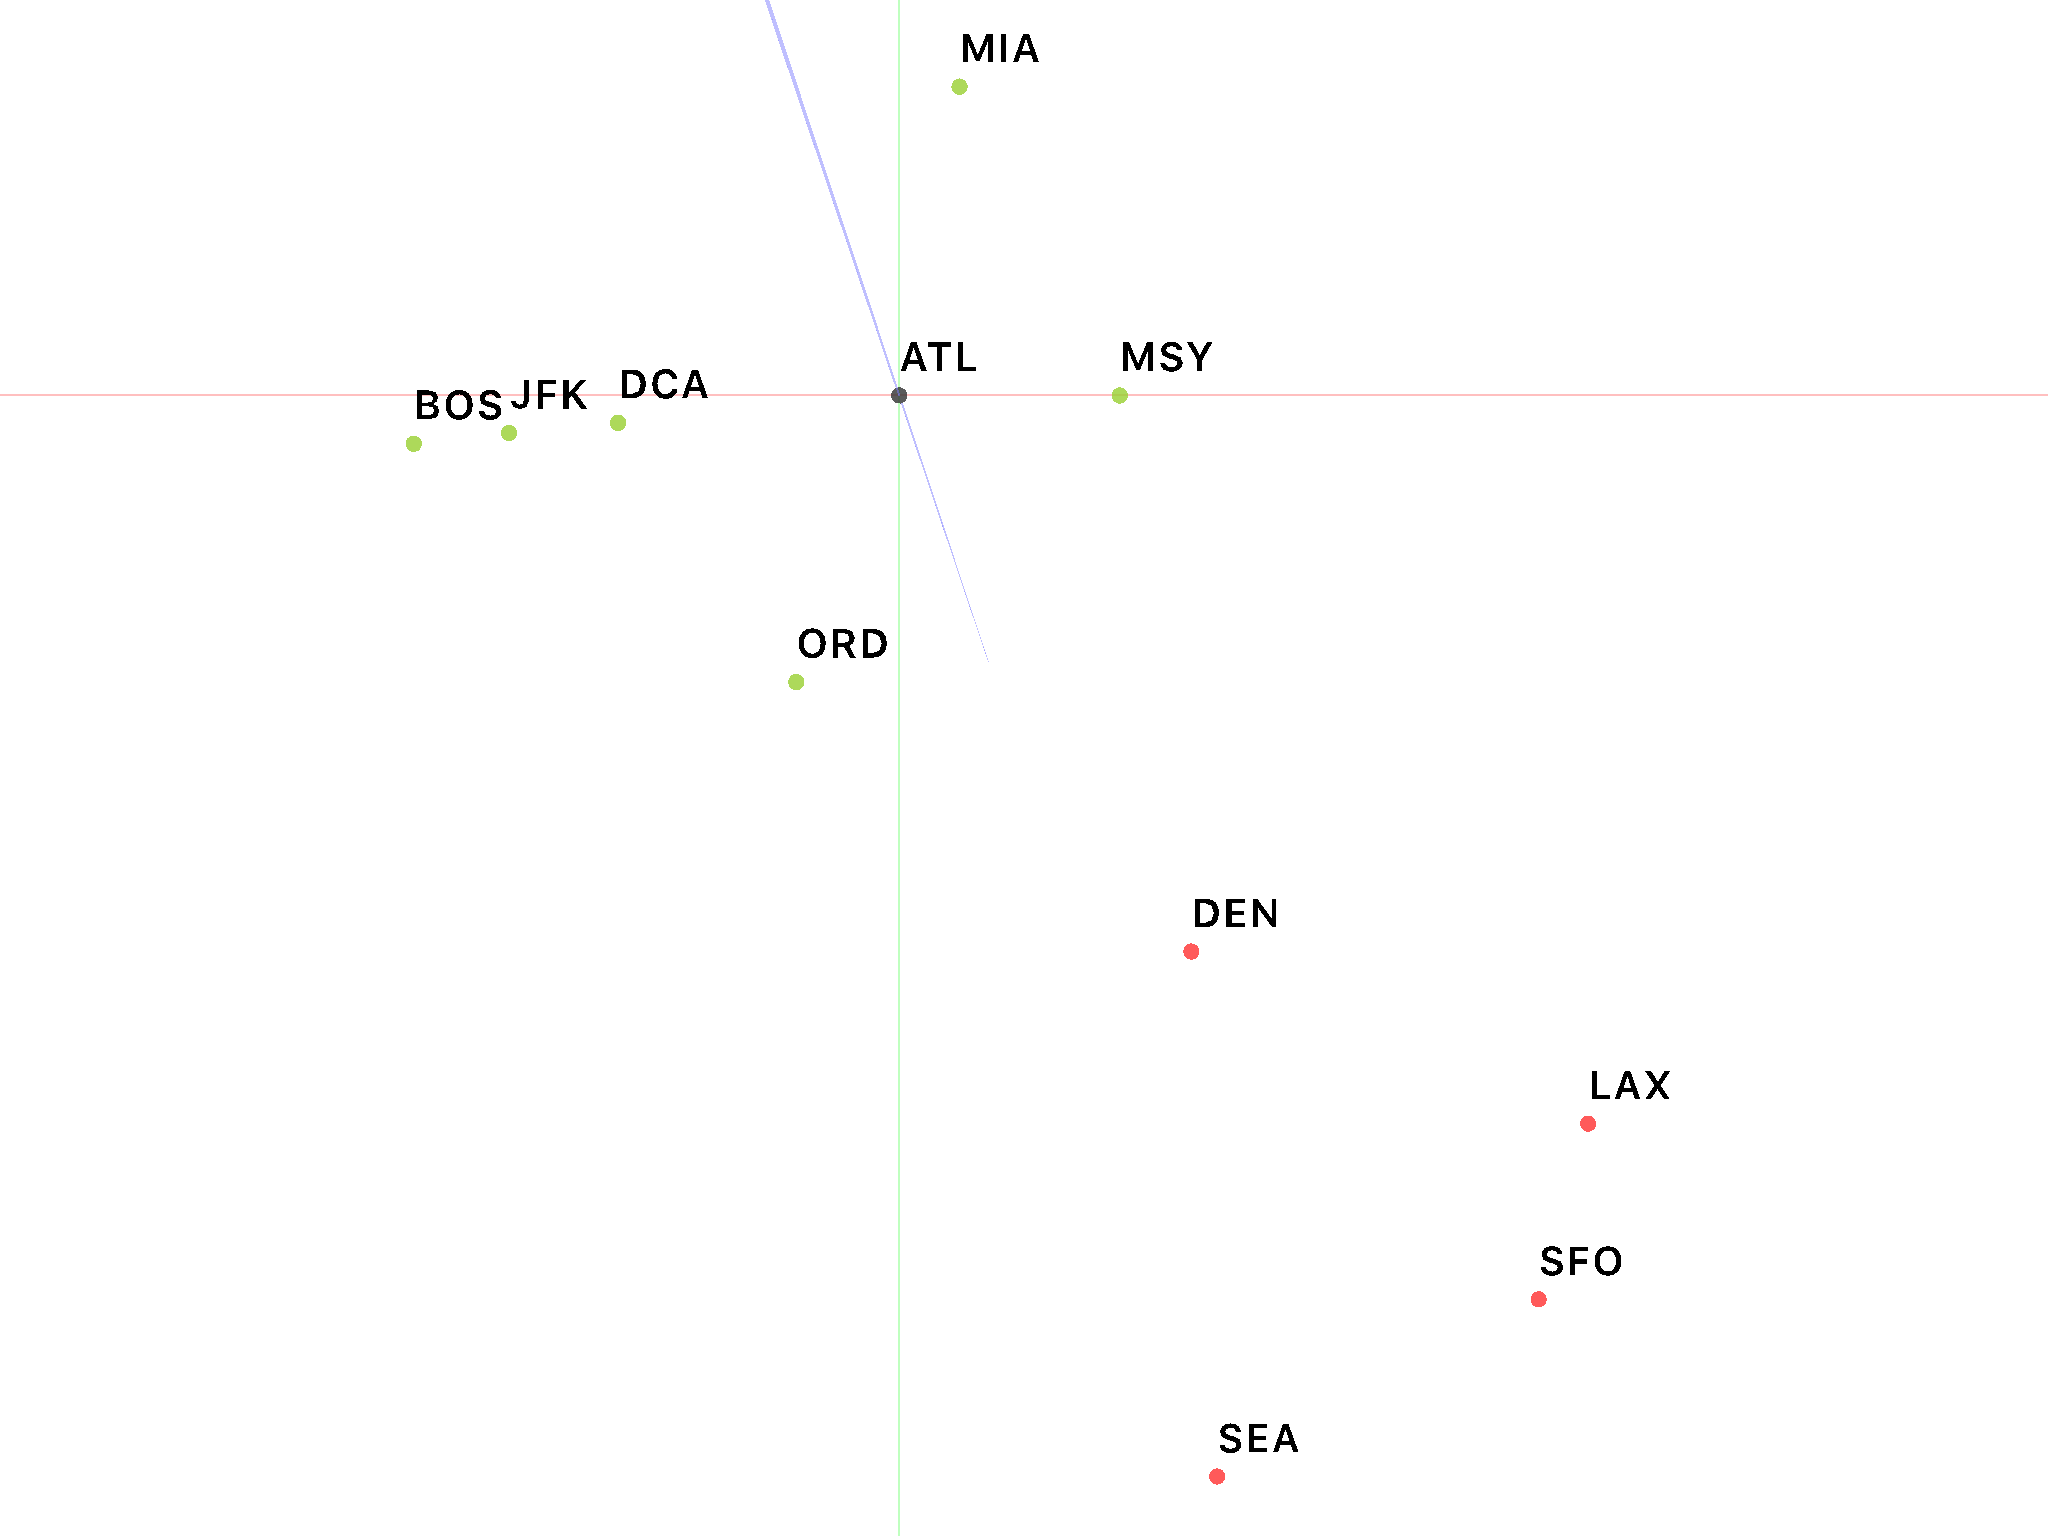 MIA
ATL
MSY
DCA
JFK
BOS
ORD
DEN
LAX
SFO
SEA